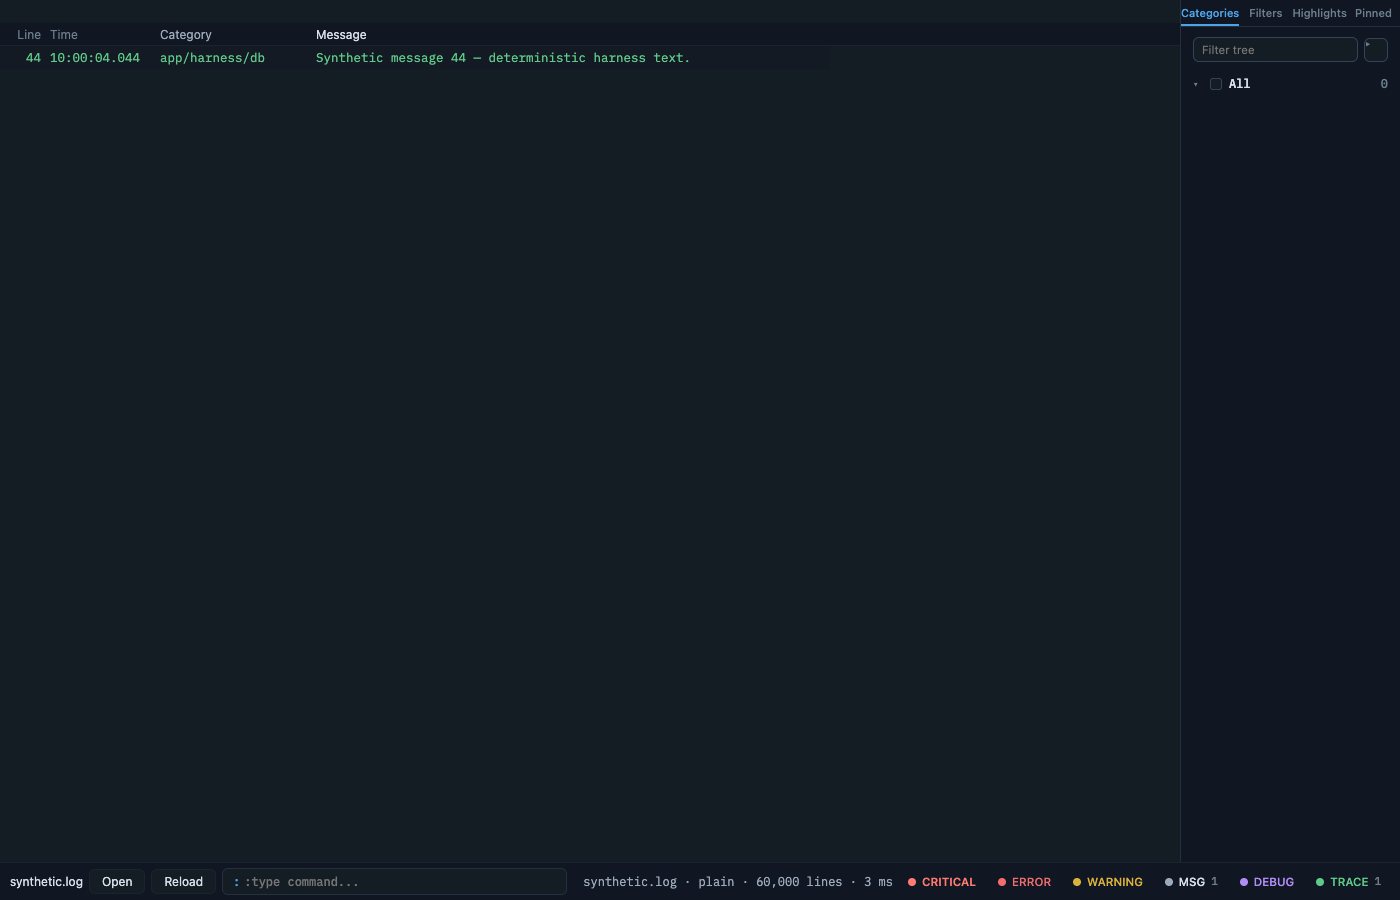 Categories Filters Highlights Pinned
Line Time Category Message
44 10:00:04.044 app/harness/db Synthetic message 44 — deterministic harness text.
Filter tree
All 0
synthetic.log Open Reload : :type command... synthetic.log · plain · 60,000 lines · 3 ms CRITICAL ERROR WARNING MSG 1 DEBUG TRACE 1